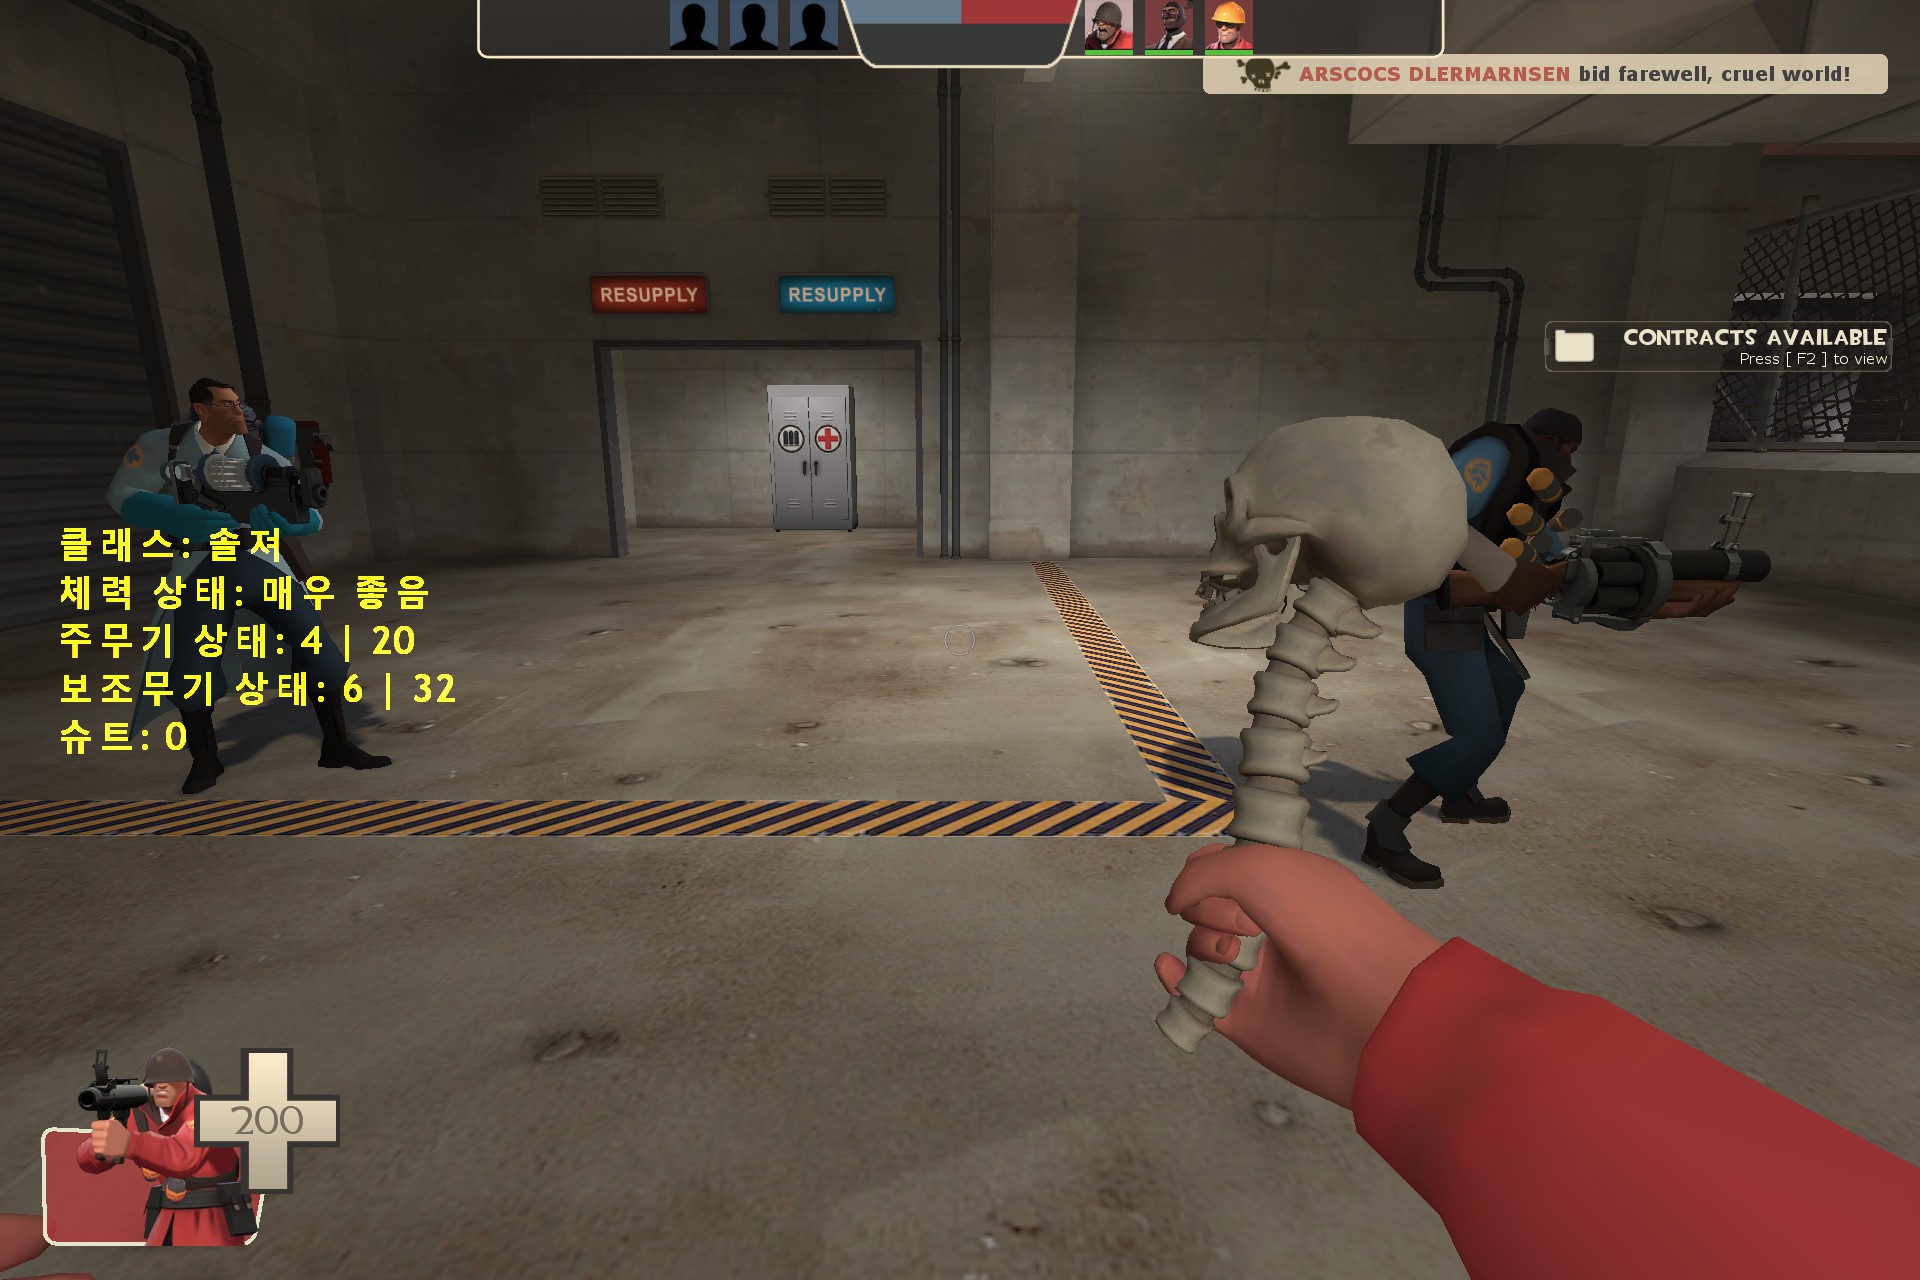 ARSCOCS DLERMARNSEN bid farewell, cruel world!
RESUPPLY RESUPPLY
CONTRACTS AVAILABLE
Press [ F2 ] to view
클래스: 솔져
체력 상태: 매우 좋음
주무기 상태: 4 | 20
보조무기 상태: 6 | 32
슈트: 0
200